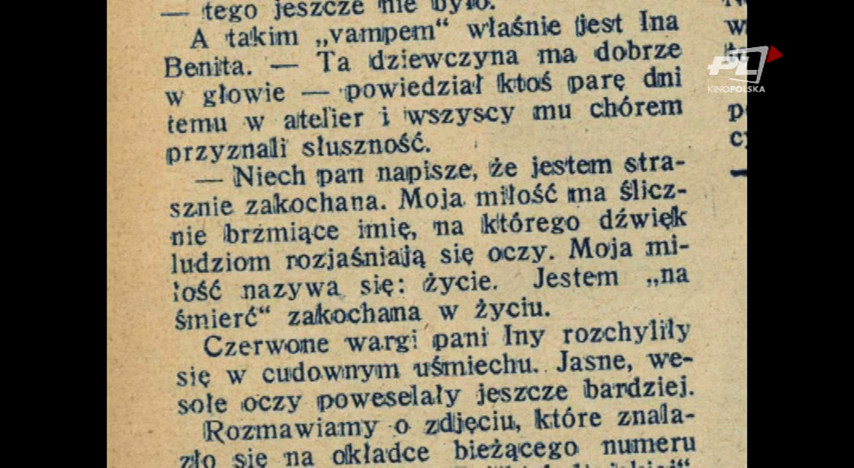 — tego jeszcze nie było.
A takim „vampem“ właśnie jest Ina
Benita. — Ta dziewczyna ma dobrze
w głowie — powiedział ktoś parę dni
temu w atelier i wszyscy mu chórem
przyznali słuszność.
— Niech pan napisze, że jestem stra-
sznie zakochana. Moja miłość ma ślicz-
nie brzmiące imię, na którego dźwięk
ludziom rozjaśniają się oczy. Moja mi-
łość nazywa się: życie. Jestem „na
śmierć“ zakochana w życiu.
Czerwone wargi pani Iny rozchyliły
się w cudownym uśmiechu. Jasne, we-
sołe oczy poweselały jeszcze bardziej.
Rozmawiamy o zdjęciu, które znala-
zło się na okładce bieżącego numeru
PL
KINOPOLSKA